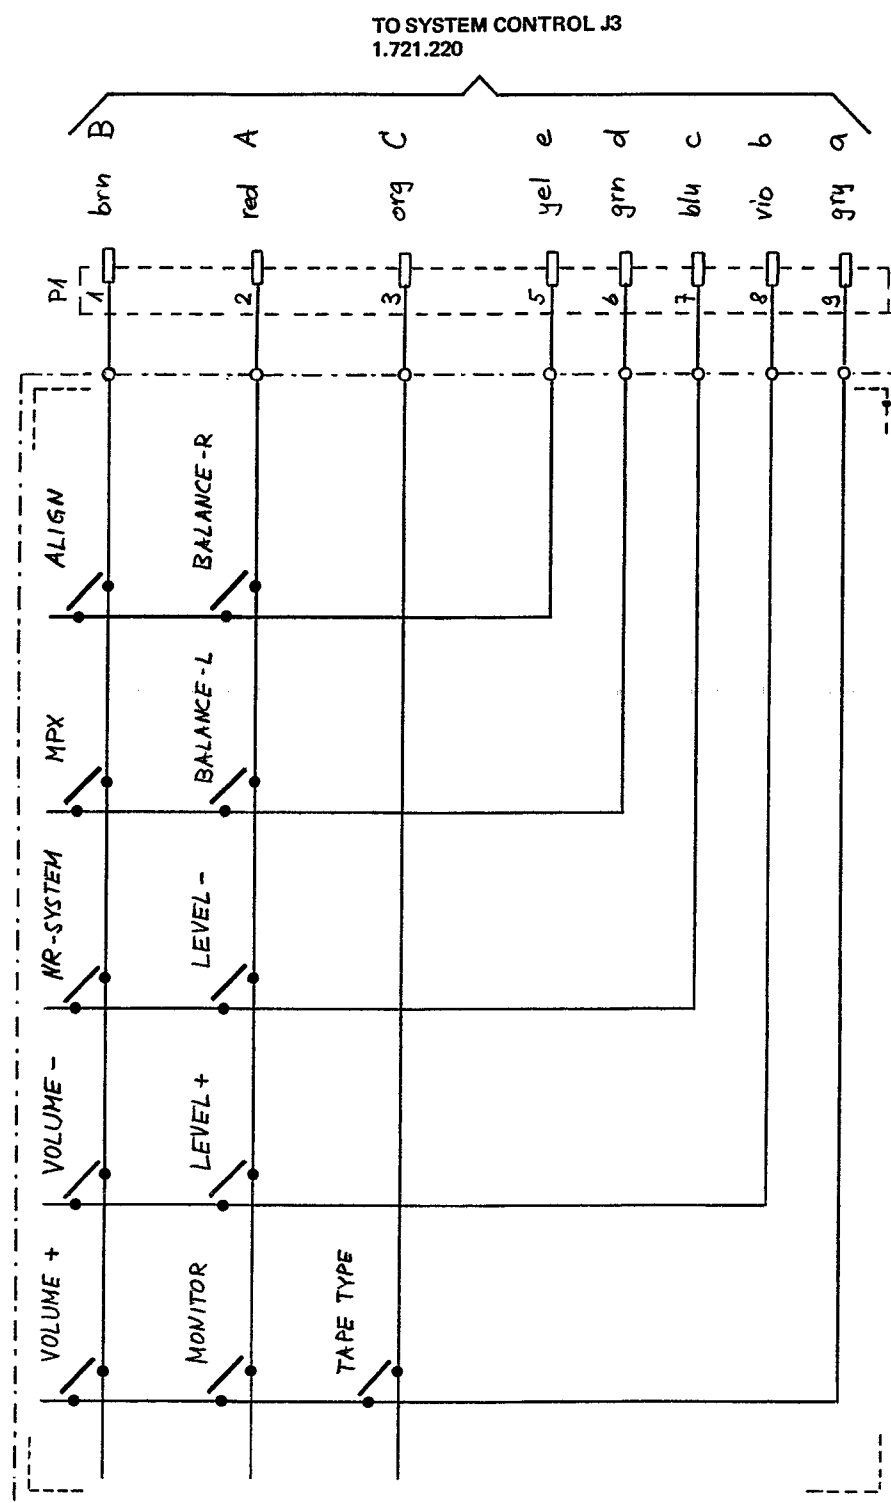 TO SYSTEM CONTROL J3
1.721.220
B A C e d c b a
brn red org yel grn blu vio gry
P1
1 2 3 5 6 7 8 9
ALIGN BALANCE-R
MPX BALANCE-L
NR-SYSTEM LEVEL-
VOLUME- LEVEL+
VOLUME + MONITOR TAPE TYPE